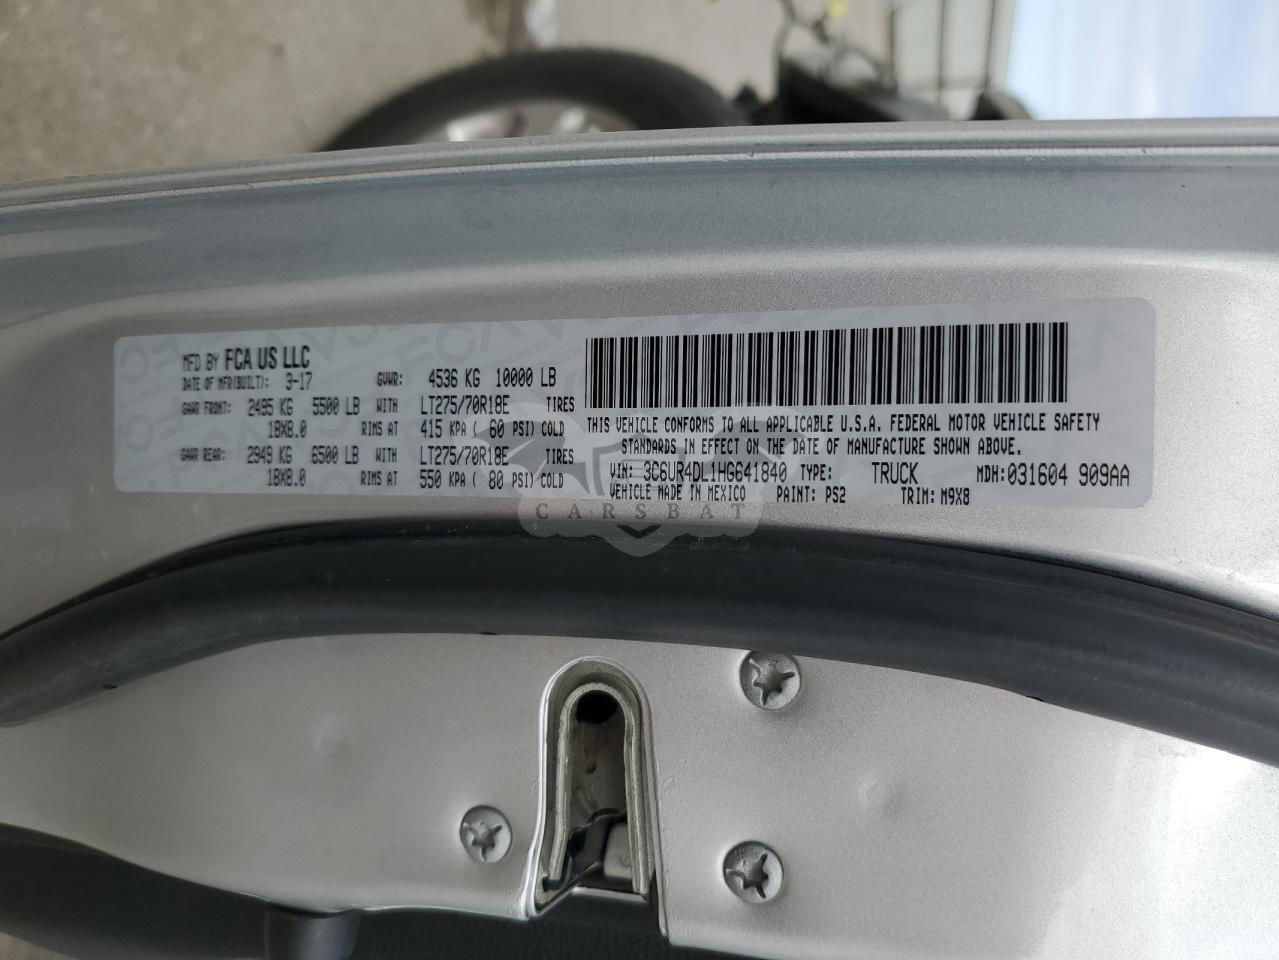 MFD BY FCA US LLC
DATE OF MFR(BUILT): 3-17 GVWR: 4536 KG 10000 LB
GAWR FRONT: 2495 KG 5500 LB WITH LT275/70R18E TIRES
18X8.0 RIMS AT 415 KPA ( 60 PSI) COLD
GAWR REAR: 2949 KG 6500 LB WITH LT275/70R18E TIRES
18X8.0 RIMS AT 550 KPA ( 80 PSI) COLD
THIS VEHICLE CONFORMS TO ALL APPLICABLE U.S.A. FEDERAL MOTOR VEHICLE SAFETY
STANDARDS IN EFFECT ON THE DATE OF MANUFACTURE SHOWN ABOVE.
VIN: 3C6UR4DL1HG641840 TYPE: TRUCK MDH: 031604 909AA
VEHICLE MADE IN MEXICO PAINT: PS2 TRIM: M9X8
CARSBAT